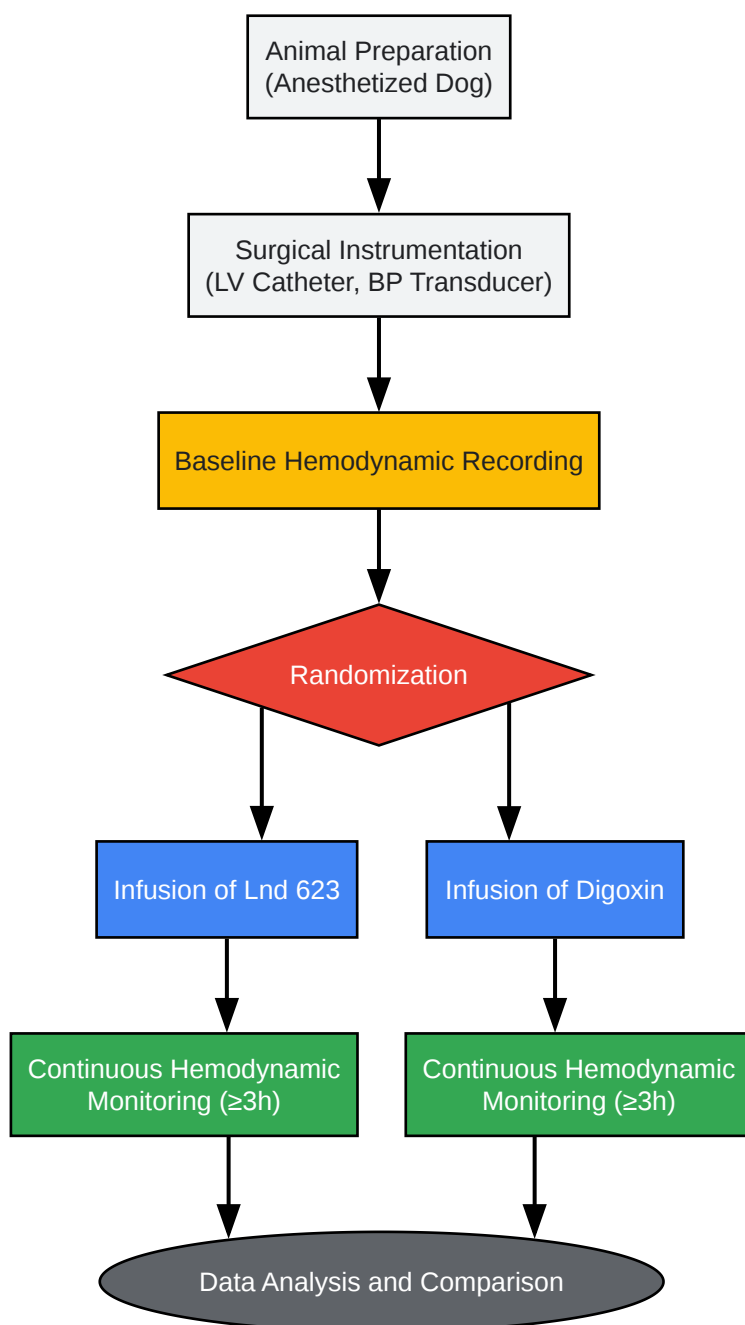 Animal Preparation
(Anesthetized Dog)
Surgical Instrumentation
(LV Catheter, BP Transducer)
Baseline Hemodynamic Recording
Randomization
Infusion of Lnd 623
Infusion of Digoxin
Continuous Hemodynamic
Monitoring (≥3h)
Continuous Hemodynamic
Monitoring (≥3h)
Data Analysis and Comparison